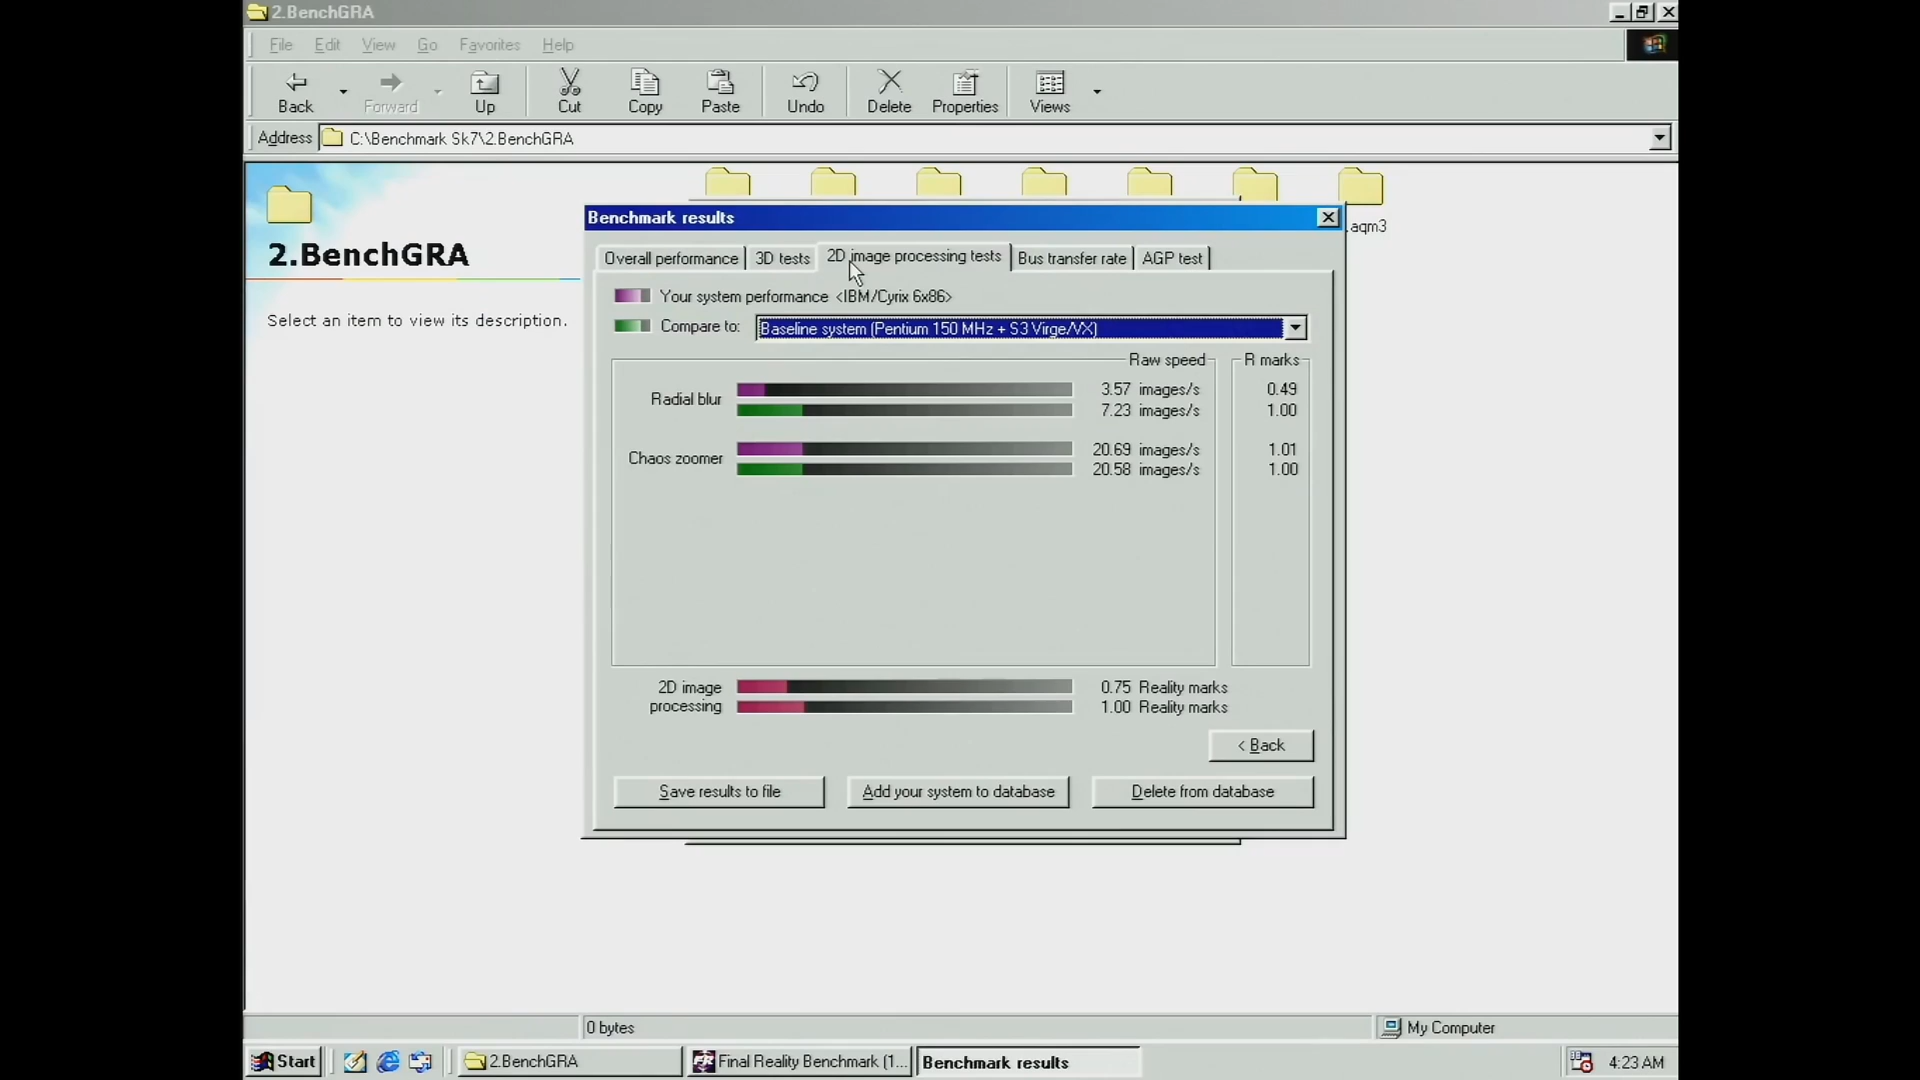 2.BenchGRA
File Edit View Go Favorites Help
Back Forward Up Cut Copy Paste Undo Delete Properties Views
Address C:\Benchmark Sk7\2.BenchGRA
aqm3
2.BenchGRA
Select an item to view its description.
Benchmark results
Overall performance 3D tests 2D image processing tests Bus transfer rate AGP test
Your system performance <IBM/Cyrix 6x86>
Compare to: Baseline system (Pentium 150 MHz + S3 Virge/VX)
Raw speed R marks
Radial blur 3.57 images/s 0.49
7.23 images/s 1.00
Chaos zoomer 20.69 images/s 1.01
20.58 images/s 1.00
2D image 0.75 Reality marks
processing 1.00 Reality marks
< Back
Save results to file Add your system to database Delete from database
0 bytes My Computer
Start 2.BenchGRA Final Reality Benchmark (1... Benchmark results 4:23 AM